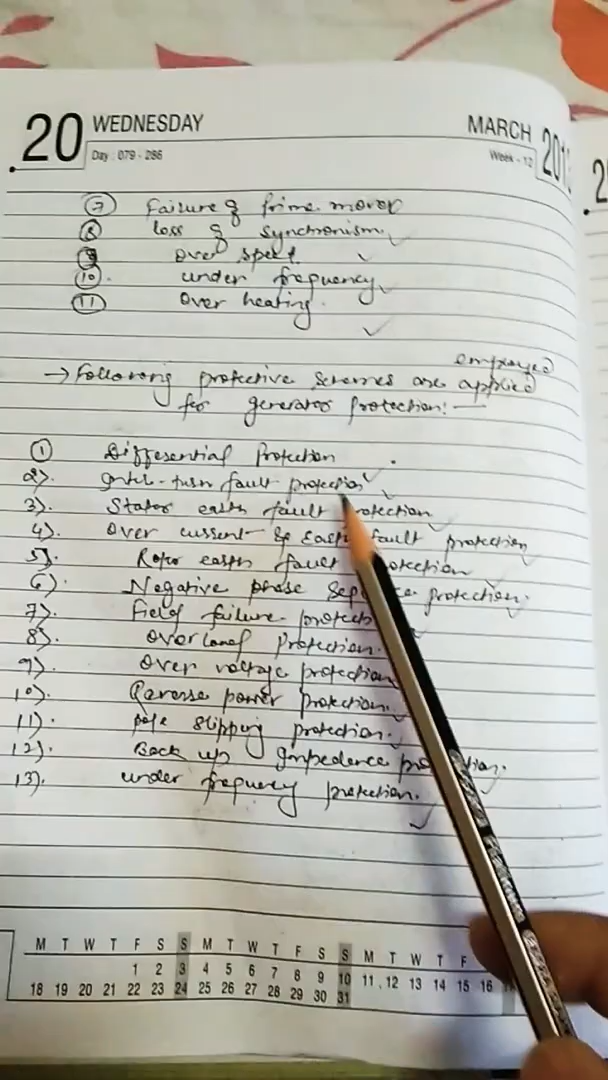 20 WEDNESDAY MARCH 201
Day : 079 - 286 Week - 12
2
7 Failure of Prime mover
8 loss of synchronism
9 Over speed
10. under frequency
11 Over heating.
employed
→ Following protective schemes are applied
for generator protection:—
1 Differential Protection.
2). Inter-turn fault protection
3). Stator earth fault protection
4). Over current & Earth fault protection
5). Rotor earth fault protection
6). Negative phase Sequence protection.
7). Field failure protection
8). Overload Protection.
9). Over voltage protection
10). Reverse power protection.
11). pole slipping protection.
12). Back up Impedence protection.
13). under frequency protection.
M T W T F S S M T W T F S S M T W T F
1 2 3 4 5 6 7 8 9 10 11 12 13 14 15 16
18 19 20 21 22 23 24 25 26 27 28 29 30 31